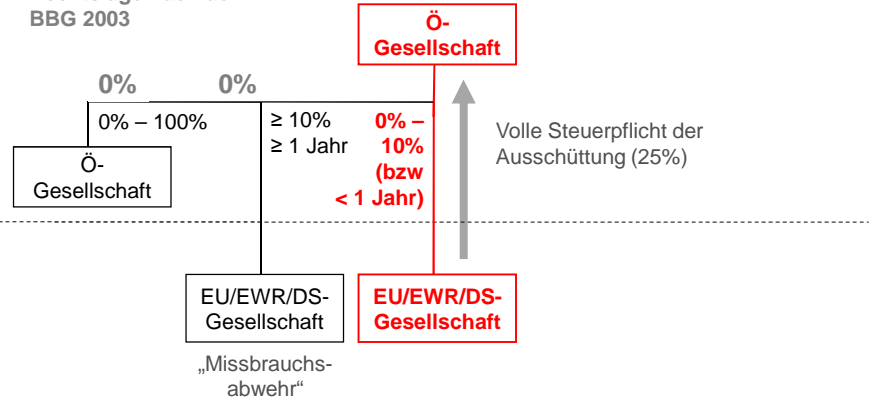 BBG 2003
Ö-
Gesellschaft
0% 0%
0% – 100%
≥ 10%
≥ 1 Jahr
0% –
10%
(bzw
< 1 Jahr)
Volle Steuerpflicht der
Ausschüttung (25%)
Ö-
Gesellschaft
EU/EWR/DS-
Gesellschaft
EU/EWR/DS-
Gesellschaft
„Missbrauchs-
abwehr“